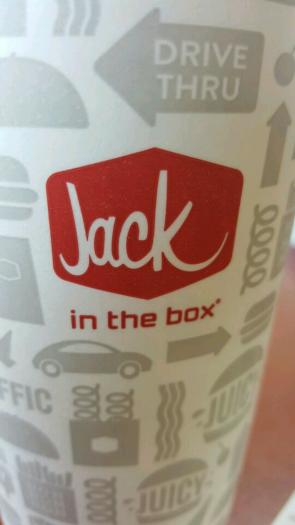 DRIVE
THRU
Jack
in the box
FFIC
JUIC
JUICY